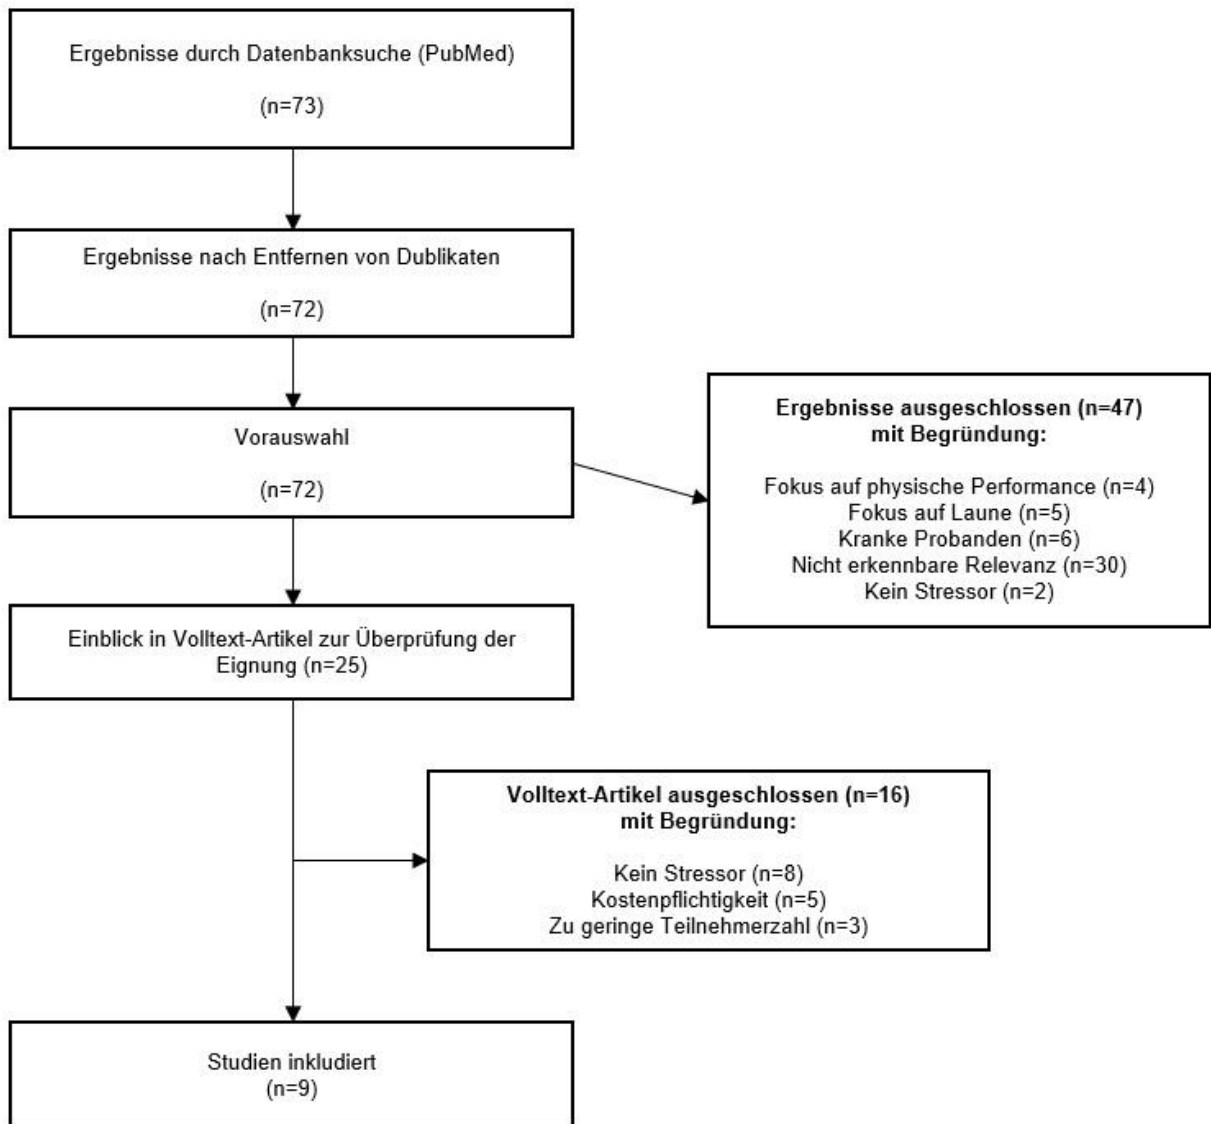 Ergebnisse durch Datenbanksuche (PubMed)
(n=73)
Ergebnisse nach Entfernen von Dublikaten
(n=72)
Vorauswahl
(n=72)
Ergebnisse ausgeschlossen (n=47)
mit Begründung:
Fokus auf physische Performance (n=4)
Fokus auf Laune (n=5)
Kranke Probanden (n=6)
Nicht erkennbare Relevanz (n=30)
Kein Stressor (n=2)
Einblick in Volltext-Artikel zur Überprüfung der
Eignung (n=25)
Volltext-Artikel ausgeschlossen (n=16)
mit Begründung:
Kein Stressor (n=8)
Kostenpflichtigkeit (n=5)
Zu geringe Teilnehmerzahl (n=3)
Studien inkludiert
(n=9)